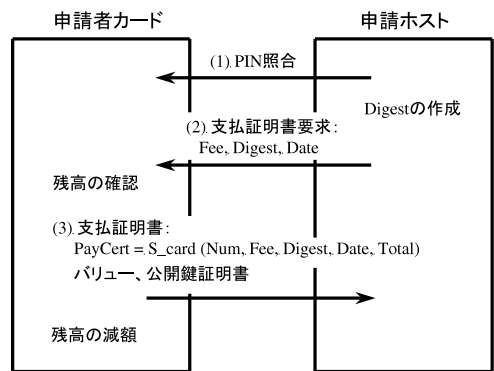 申請者カード
申請ホスト
(1) PIN照合
Digestの作成
(2) 支払証明書要求：
Fee, Digest, Date
残高の確認
(3) 支払証明書：
PayCert = S_card (Num, Fee, Digest, Date, Total)
バリュー、公開鍵証明書
残高の減額